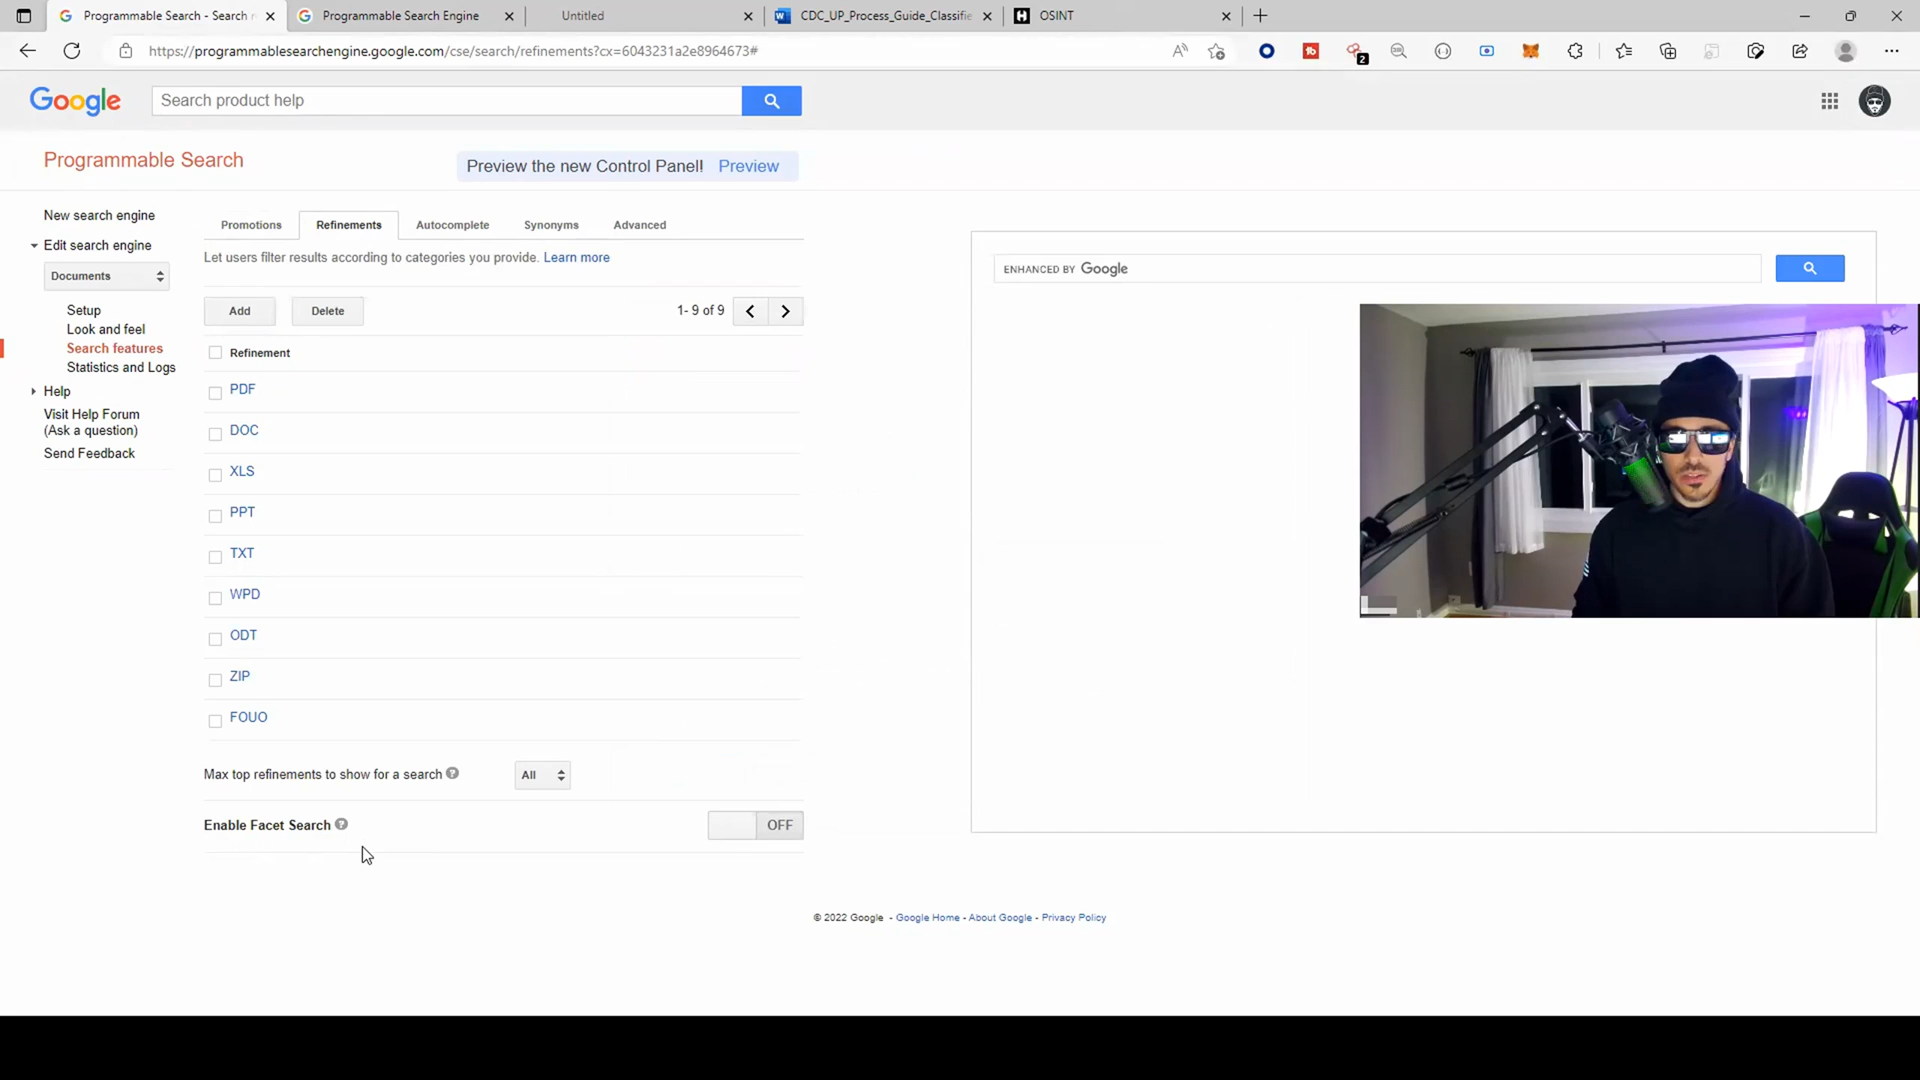 Programmable Search - Search r
Programmable Search Engine
Untitled
CDC_UP_Process_Guide_Classifie
OSINT
https://programmablesearchengine.google.com/cse/search/refinements?cx=6043231a2e8964673#
2
Google
Search product help
Programmable Search
Preview the new Control Panel! Preview
New search engine
Edit search engine
Documents
Setup
Look and feel
Search features
Statistics and Logs
Help
Visit Help Forum
(Ask a question)
Send Feedback
Promotions
Refinements
Autocomplete
Synonyms
Advanced
Let users filter results according to categories you provide. Learn more
Add
Delete
1- 9 of 9
Refinement
PDF
DOC
XLS
PPT
TXT
WPD
ODT
ZIP
FOUO
Max top refinements to show for a search
All
Enable Facet Search
OFF
ENHANCED BY Google
© 2022 Google - Google Home - About Google - Privacy Policy